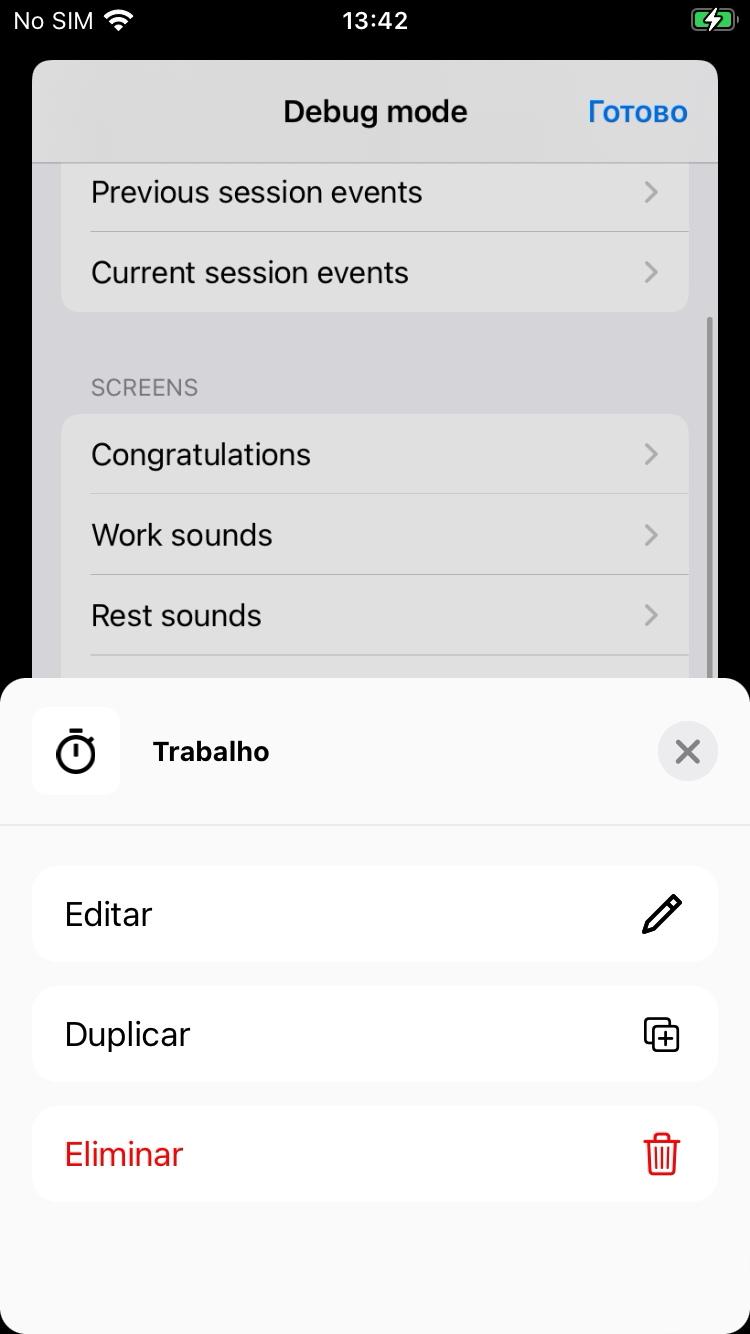 No SIM 13:42
Debug mode Готово
Previous session events
Current session events
SCREENS
Congratulations
Work sounds
Rest sounds
Trabalho
Editar
Duplicar
Eliminar